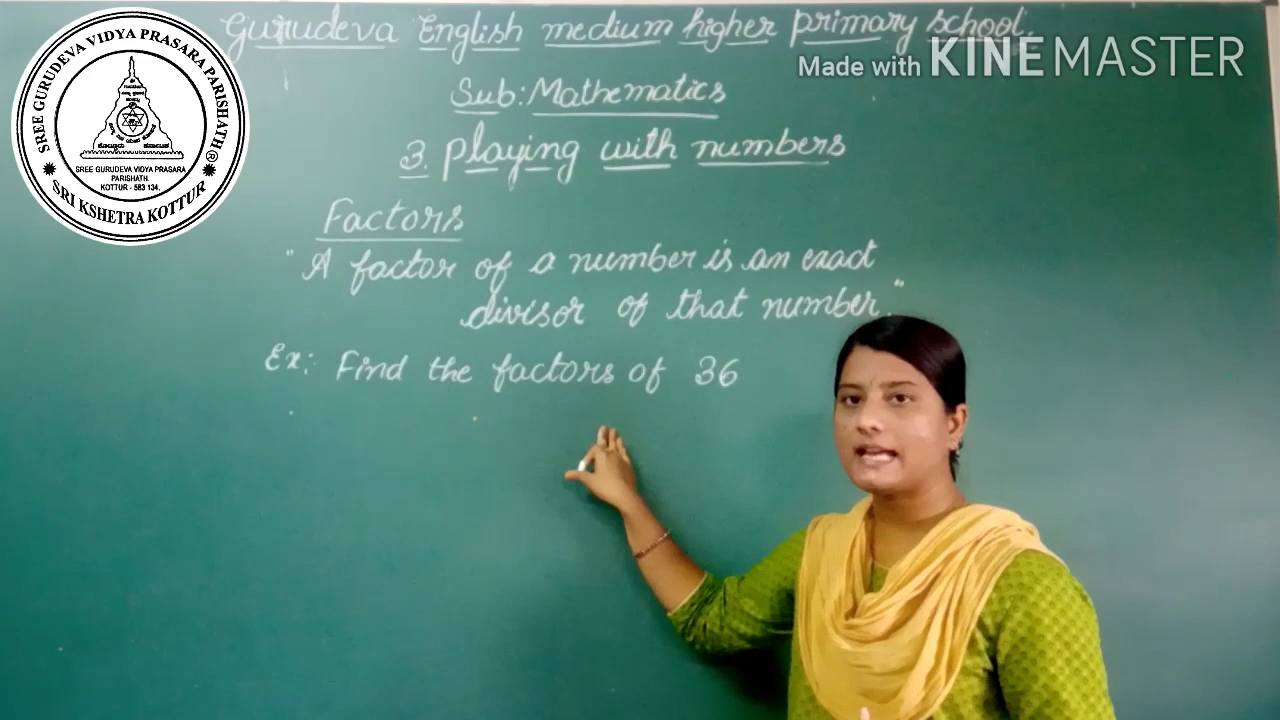 Gurudeva English medium higher primary school.
Made with KINEMASTER
Sub: Mathematics
3. Playing with numbers
Factors
"A factor of a number is an exact
divisor of that number."
Ex: Find the factors of 36
SREE GURUDEVA VIDYA PRASARA PARISHATH ®
SREE GURUDEVA VIDYA PRASARA
PARISHATH.
KOTTUR - 583 134.
SRI KSHETRA KOTTUR